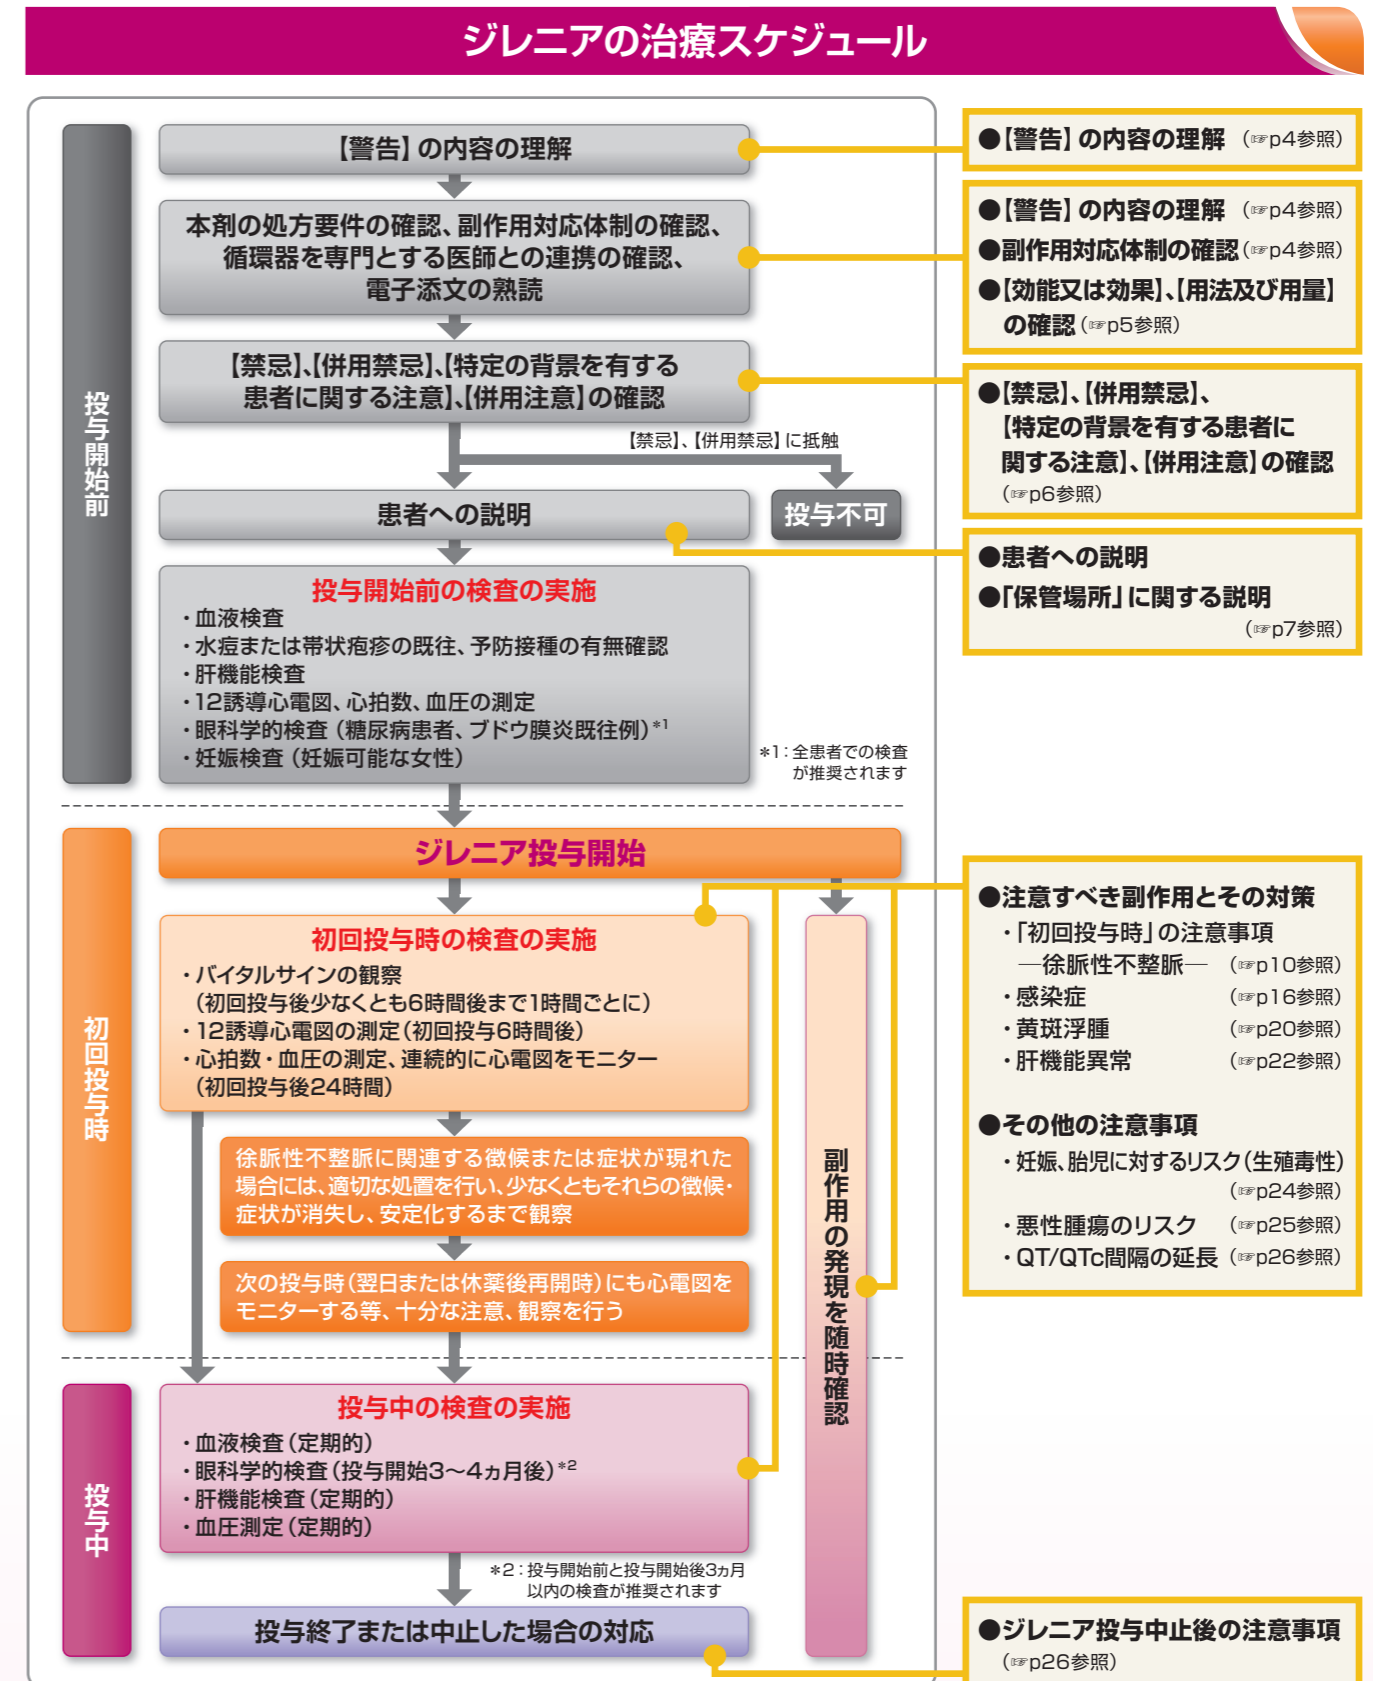 ジレニアの治療スケジュール
投与開始前
【警告】の内容の理解
本剤の処方要件の確認、副作用対応体制の確認、
循環器を専門とする医師との連携の確認、
電子添文の熟読
【禁忌】、【併用禁忌】、【特定の背景を有する
患者に関する注意】、【併用注意】の確認
【禁忌】、【併用禁忌】に抵触
患者への説明
投与不可
投与開始前の検査の実施
・血液検査
・水痘または帯状疱疹の既往、予防接種の有無確認
・肝機能検査
・12誘導心電図、心拍数、血圧の測定
・眼科学的検査（糖尿病患者、ブドウ膜炎既往例）*1
・妊娠検査（妊娠可能な女性）
*1：全患者での検査
が推奨されます
初回投与時
ジレニア投与開始
初回投与時の検査の実施
・バイタルサインの観察
（初回投与後少なくとも6時間後まで1時間ごとに）
・12誘導心電図の測定（初回投与6時間後）
・心拍数・血圧の測定、連続的に心電図をモニター
（初回投与後24時間）
徐脈性不整脈に関連する徴候または症状が現れた
場合には、適切な処置を行い、少なくともそれらの徴候・
症状が消失し、安定化するまで観察
次の投与時（翌日または休薬後再開時）にも心電図を
モニターする等、十分な注意、観察を行う
副作用の発現を随時確認
投与中
投与中の検査の実施
・血液検査（定期的）
・眼科学的検査（投与開始3〜4ヵ月後）*2
・肝機能検査（定期的）
・血圧測定（定期的）
*2：投与開始前と投与開始後3ヵ月
以内の検査が推奨されます
投与終了または中止した場合の対応
●【警告】の内容の理解（☞p4参照）
●【警告】の内容の理解（☞p4参照）
●副作用対応体制の確認（☞p4参照）
●【効能又は効果】、【用法及び用量】
の確認（☞p5参照）
●【禁忌】、【併用禁忌】、
【特定の背景を有する患者に
関する注意】、【併用注意】の確認
（☞p6参照）
●患者への説明
●「保管場所」に関する説明
（☞p7参照）
●注意すべき副作用とその対策
・「初回投与時」の注意事項
―徐脈性不整脈―（☞p10参照）
・感染症（☞p16参照）
・黄斑浮腫（☞p20参照）
・肝機能異常（☞p22参照）
●その他の注意事項
・妊娠、胎児に対するリスク（生殖毒性）
（☞p24参照）
・悪性腫瘍のリスク（☞p25参照）
・QT/QTc間隔の延長（☞p26参照）
●ジレニア投与中止後の注意事項
（☞p26参照）